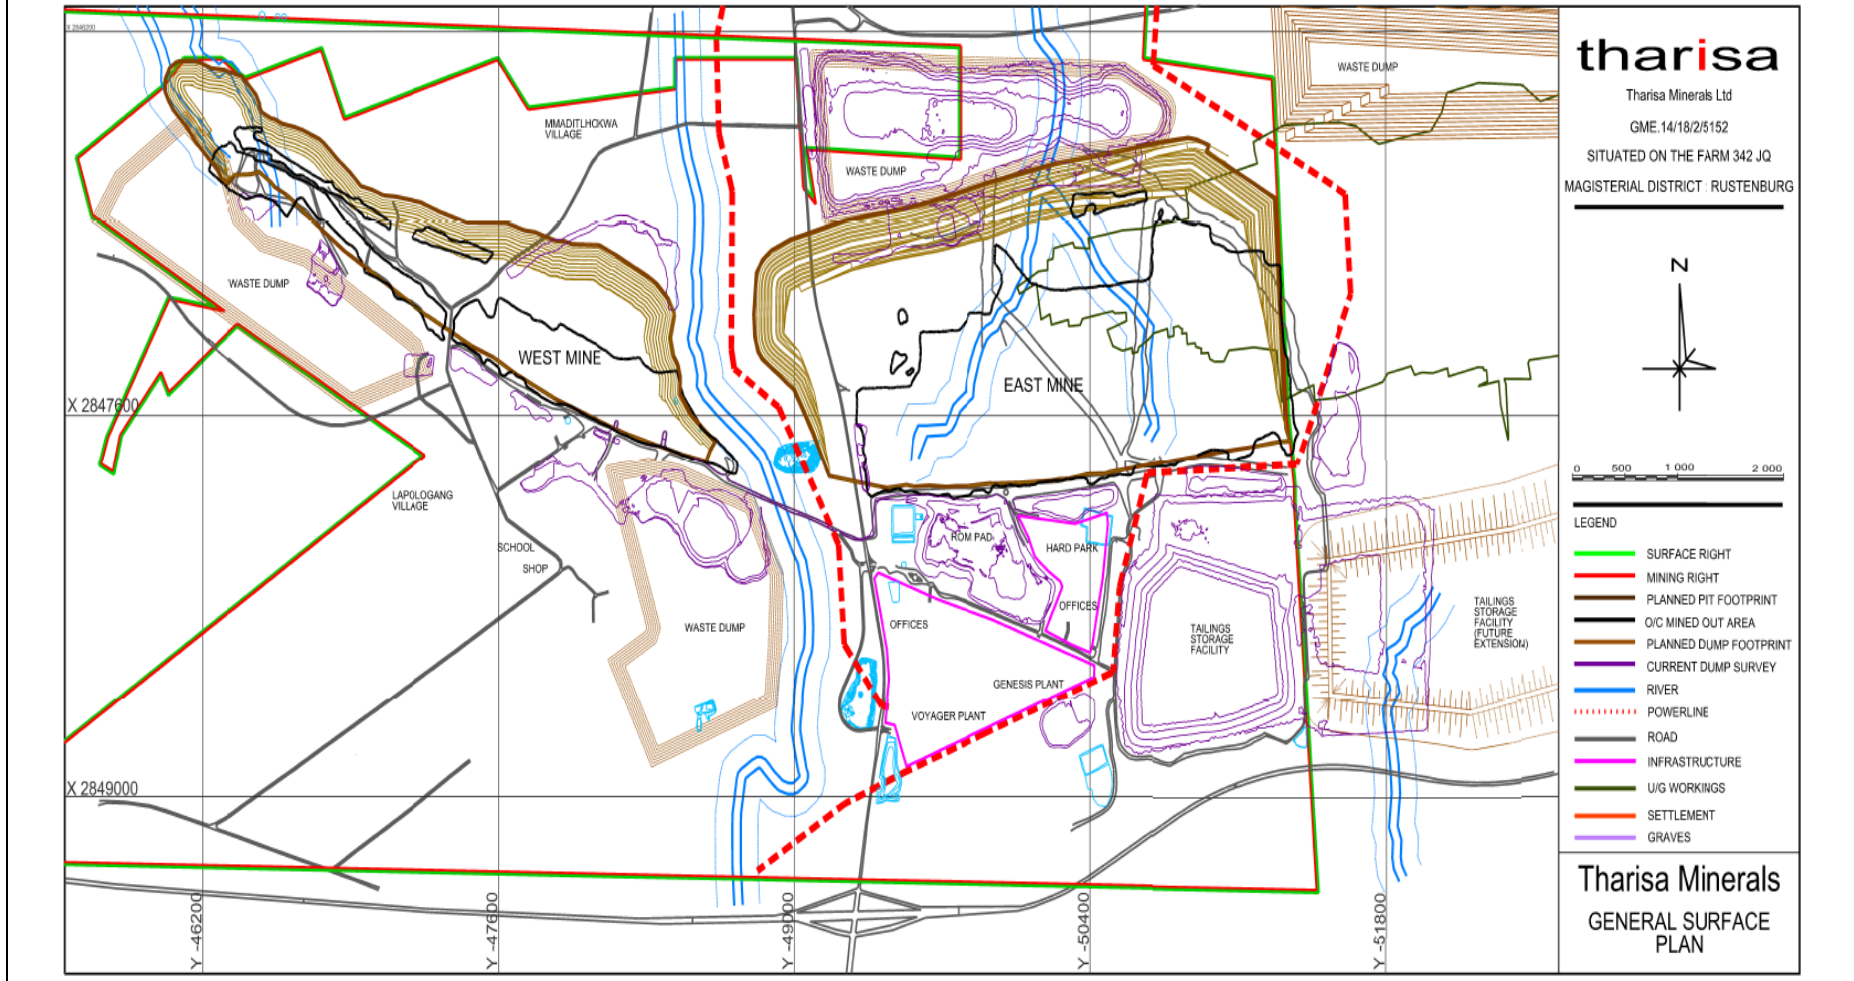 X 2846200
WASTE DUMP
MMADITLHOKWA
VILLAGE
WASTE DUMP
WASTE DUMP
WEST MINE
EAST MINE
X 2847600
LAPOLOGANG
VILLAGE
SCHOOL
SHOP
ROM PAD
HARD PARK
OFFICES
OFFICES
WASTE DUMP
TAILINGS
STORAGE
FACILITY
TAILINGS
STORAGE
FACILITY
(FUTURE
EXTENSION)
GENESIS PLANT
VOYAGER PLANT
X 2849000
Y -46200
Y -47600
Y -49000
Y -50400
Y -51800
tharisa
Tharisa Minerals Ltd
GME.14/18/2/5152
SITUATED ON THE FARM 342 JQ
MAGISTERIAL DISTRICT : RUSTENBURG
N
0 500 1 000 2 000
LEGEND
SURFACE RIGHT
MINING RIGHT
PLANNED PIT FOOTPRINT
O/C MINED OUT AREA
PLANNED DUMP FOOTPRINT
CURRENT DUMP SURVEY
RIVER
POWERLINE
ROAD
INFRASTRUCTURE
U/G WORKINGS
SETTLEMENT
GRAVES
Tharisa Minerals
GENERAL SURFACE
PLAN